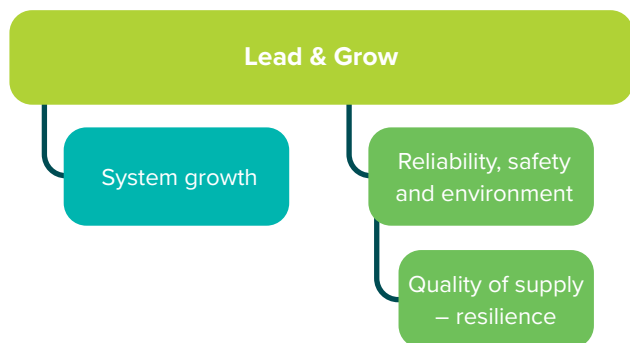 Lead & Grow
System growth
Reliability, safety
and environment
Quality of supply
– resilience